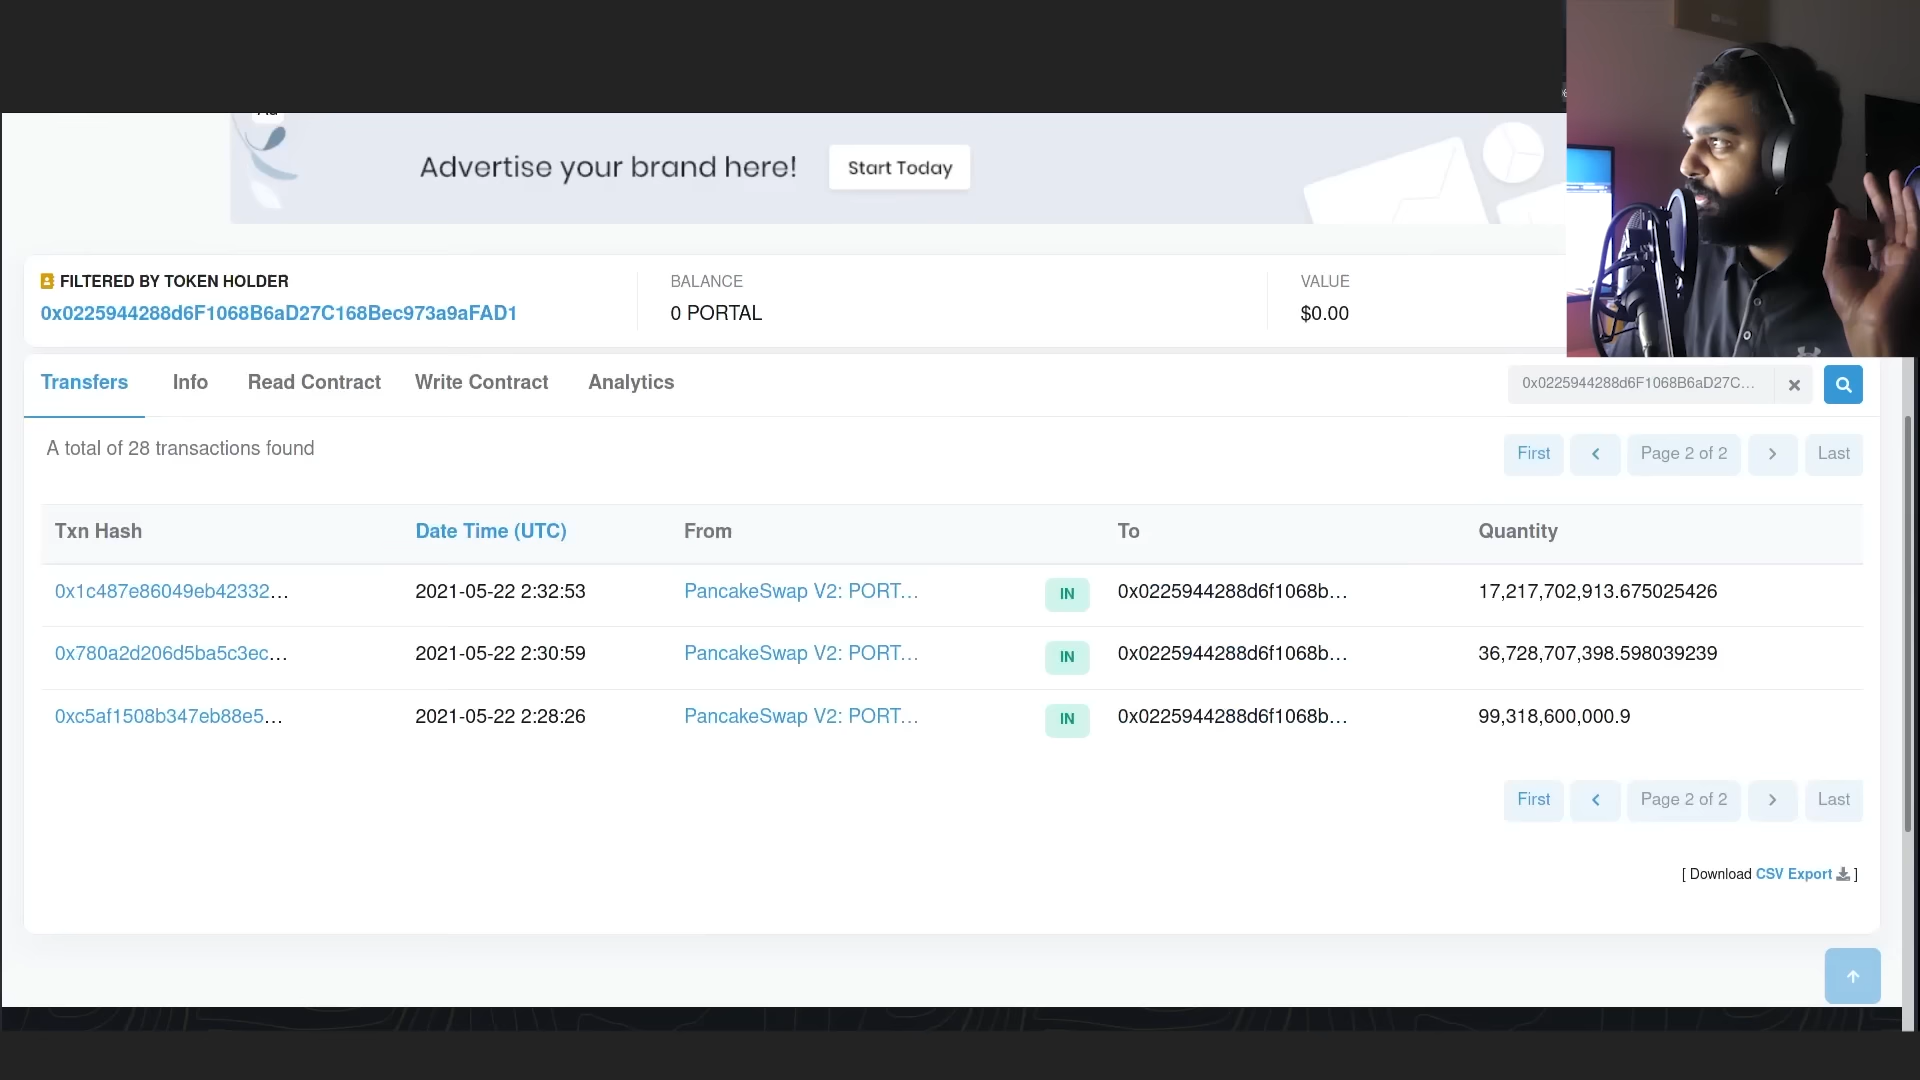 Advertise your brand here!
Start Today
FILTERED BY TOKEN HOLDER
0x0225944288d6F1068B6aD27C168Bec973a9aFAD1
BALANCE
0 PORTAL
VALUE
$0.00
Transfers
Info
Read Contract
Write Contract
Analytics
0x0225944288d6F1068B6aD27C...
A total of 28 transactions found
First
Page 2 of 2
Last
Txn Hash
Date Time (UTC)
From
To
Quantity
0x1c487e86049eb42332...
2021-05-22 2:32:53
PancakeSwap V2: PORT...
IN
0x0225944288d6f1068b...
17,217,702,913.675025426
0x780a2d206d5ba5c3ec...
2021-05-22 2:30:59
PancakeSwap V2: PORT...
IN
0x0225944288d6f1068b...
36,728,707,398.598039239
0xc5af1508b347eb88e5...
2021-05-22 2:28:26
PancakeSwap V2: PORT...
IN
0x0225944288d6f1068b...
99,318,600,000.9
First
Page 2 of 2
Last
[ Download CSV Export ]